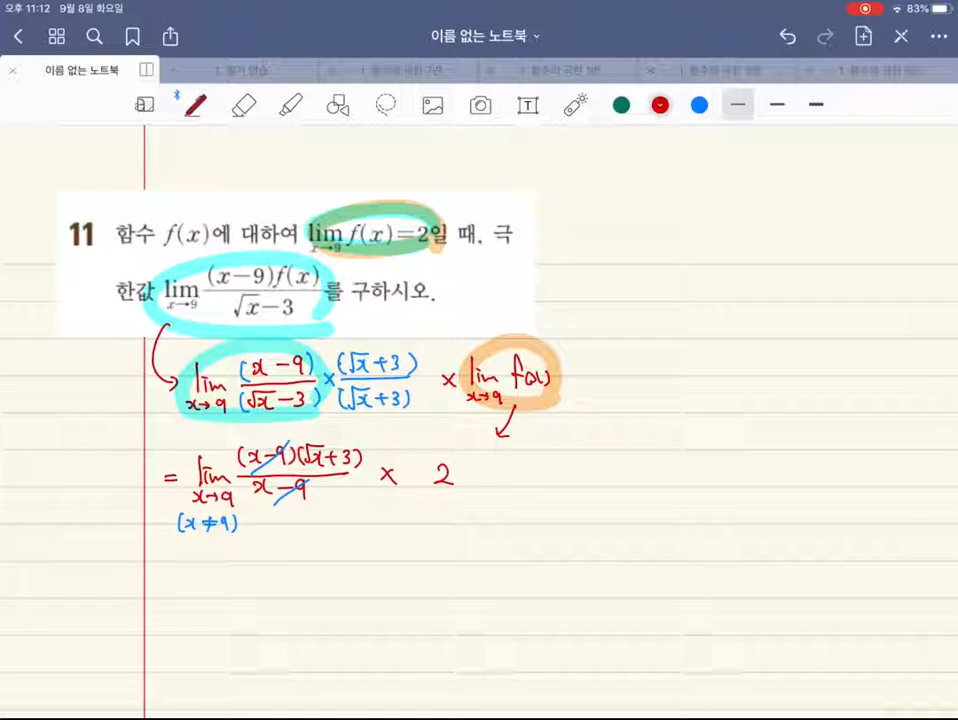 오후 11:12 9월 8일 화요일 83%
이름 없는 노트북
이름 없는 노트북
11 함수 f(x)에 대하여 lim_{x→9} f(x)=2일 때, 극
한값 lim_{x→9} (x−9)f(x)/(√x−3) 를 구하시오.
lim_{x→9} (x−9)/(√x−3) × (√x+3)/(√x+3) × lim_{x→9} f(x)
= lim_{x→9} (x−9)(√x+3)/(x−9) × 2
(x≠9)